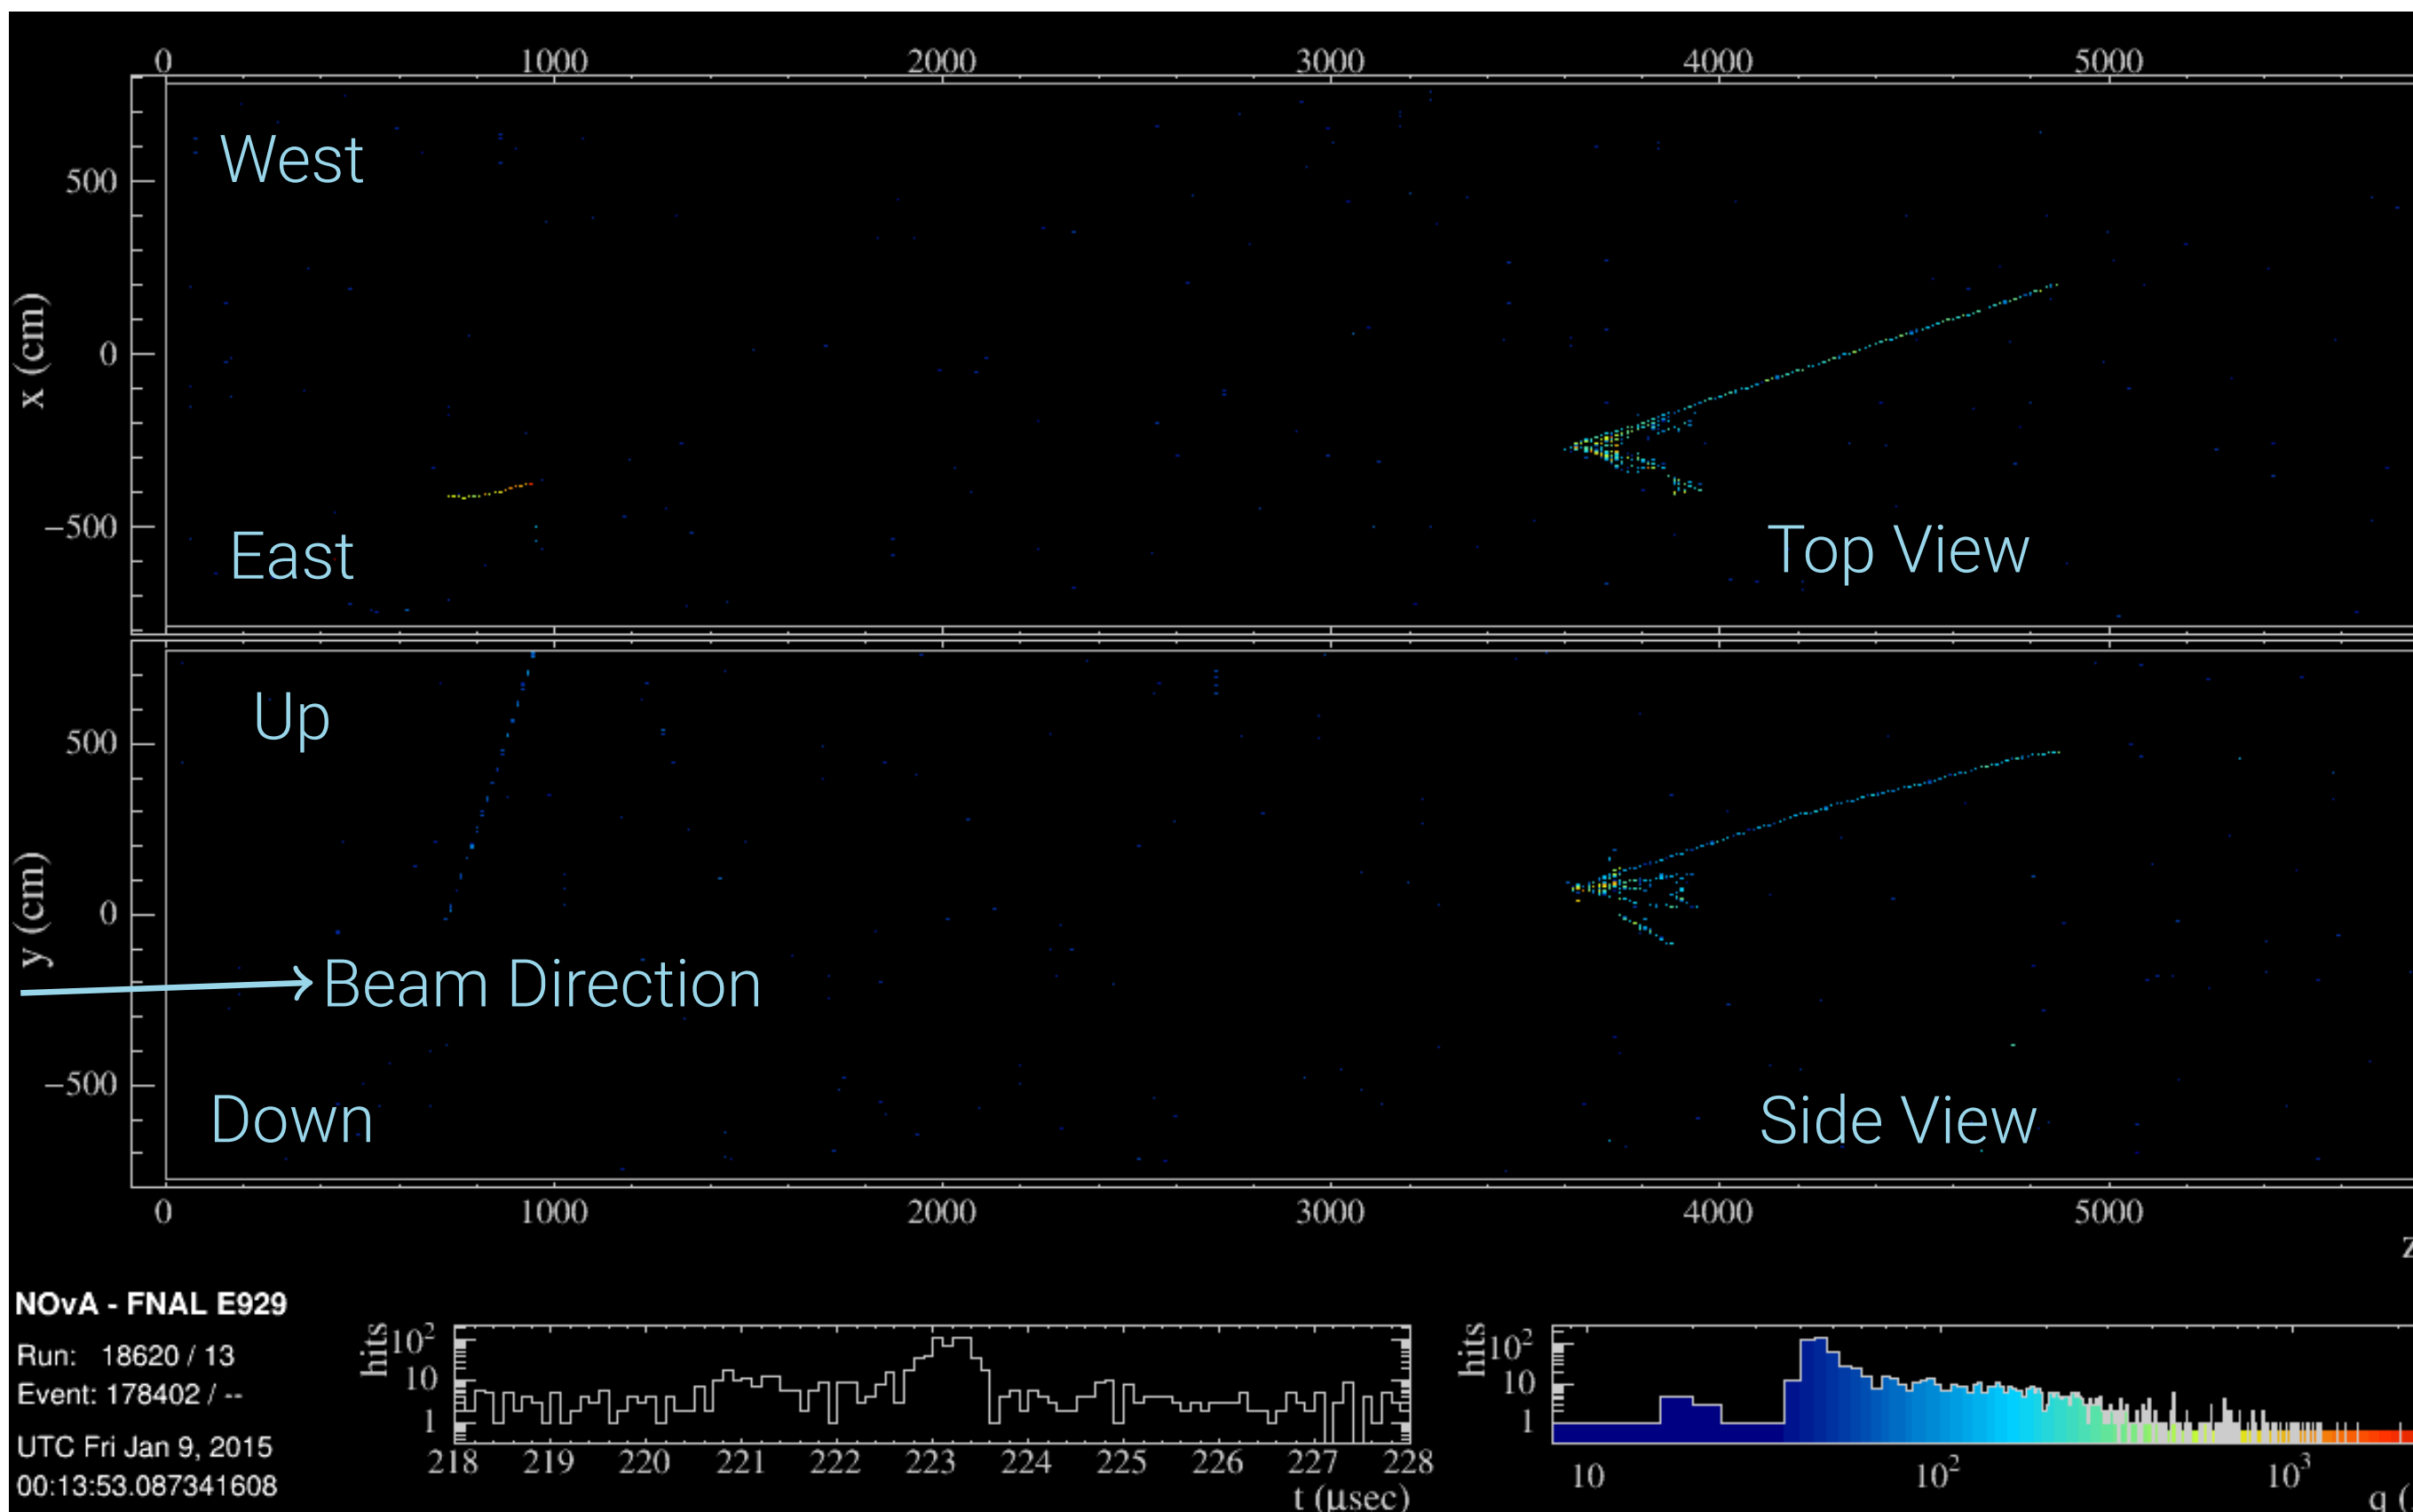 0 1000 2000 3000 4000 5000
West
500
x (cm)
0
−500
East
Top View
Up
500
y (cm)
0
Beam Direction
−500
Down
Side View
0 1000 2000 3000 4000 5000
NOvA - FNAL E929
Run: 18620 / 13
Event: 178402 / --
UTC Fri Jan 9, 2015
00:13:53.087341608
hits
10²
10
1
218 219 220 221 222 223 224 225 226 227 228
t (μsec)
hits
10²
10
1
10 10² 10³
q (